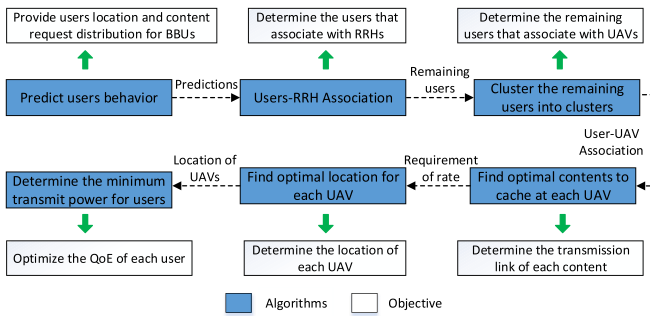 Provide users location and content
request distribution for BBUs
Determine the users that
associate with RRHs
Determine the remaining
users that associate with UAVs
Predict users behavior
Predictions
Users-RRH Association
Remaining
users
Cluster the remaining
users into clusters
User-UAV
Association
Determine the minimum
transmit power for users
Location of
UAVs
Find optimal location for
each UAV
Requirement
of rate
Find optimal contents to
cache at each UAV
Optimize the QoE of each user
Determine the location of
each UAV
Determine the transmission
link of each content
Algorithms
Objective